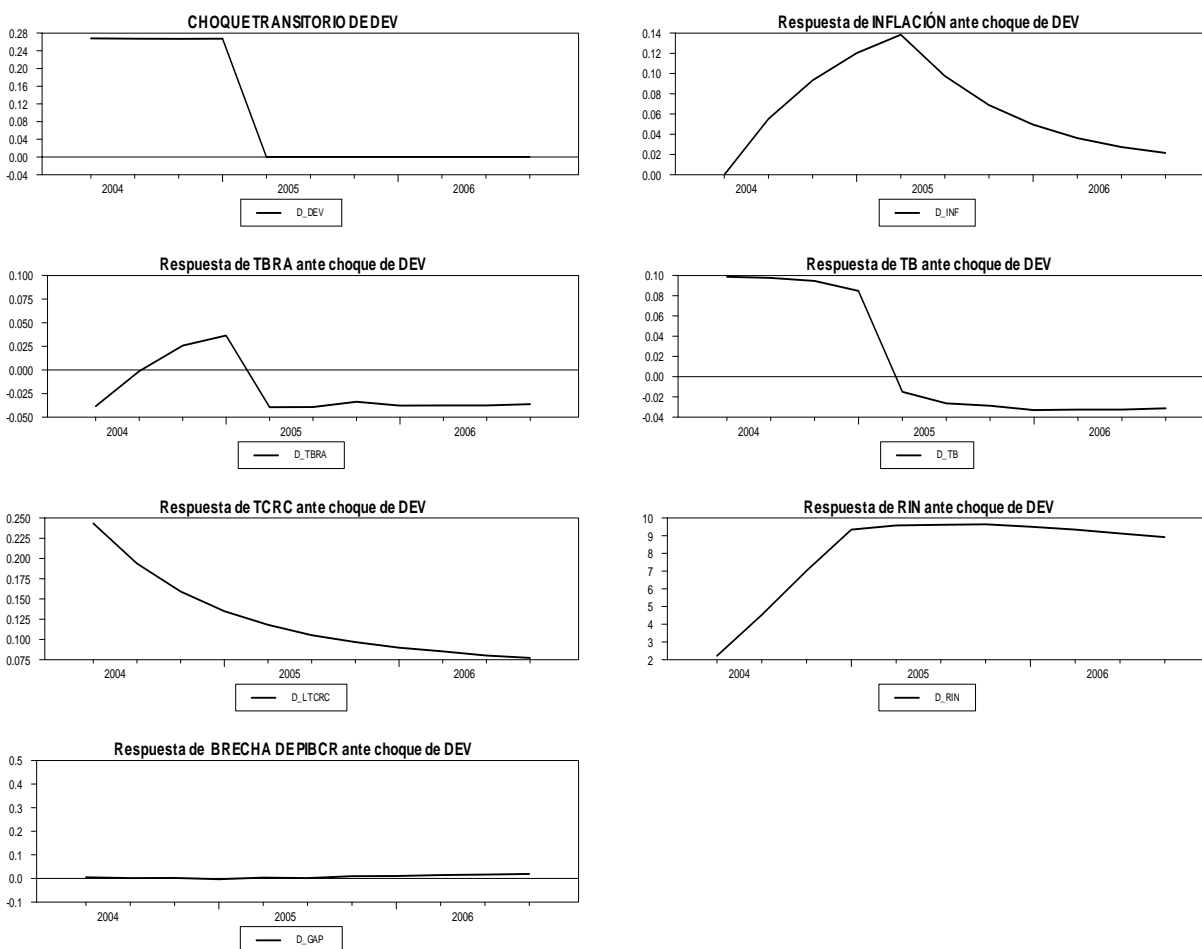 CHOQUE TRANSITORIO DE DEV
0.28
0.24
0.20
0.16
0.12
0.08
0.04
0.00
-0.04
2004 2005 2006
D_DEV
Respuesta de INFLACIÓN ante choque de DEV
0.14
0.12
0.10
0.08
0.06
0.04
0.02
0.00
2004 2005 2006
D_INF
Respuesta de TBRA ante choque de DEV
0.100
0.075
0.050
0.025
0.000
-0.025
-0.050
2004 2005 2006
D_TBRA
Respuesta de TB ante choque de DEV
0.10
0.08
0.06
0.04
0.02
0.00
-0.02
-0.04
2004 2005 2006
D_TB
Respuesta de TCRC ante choque de DEV
0.250
0.225
0.200
0.175
0.150
0.125
0.100
0.075
2004 2005 2006
D_LTCRC
Respuesta de RIN ante choque de DEV
10
9
8
7
6
5
4
3
2
2004 2005 2006
D_RIN
Respuesta de BRECHA DE PIBCR ante choque de DEV
0.5
0.4
0.3
0.2
0.1
0.0
-0.1
2004 2005 2006
D_GAP